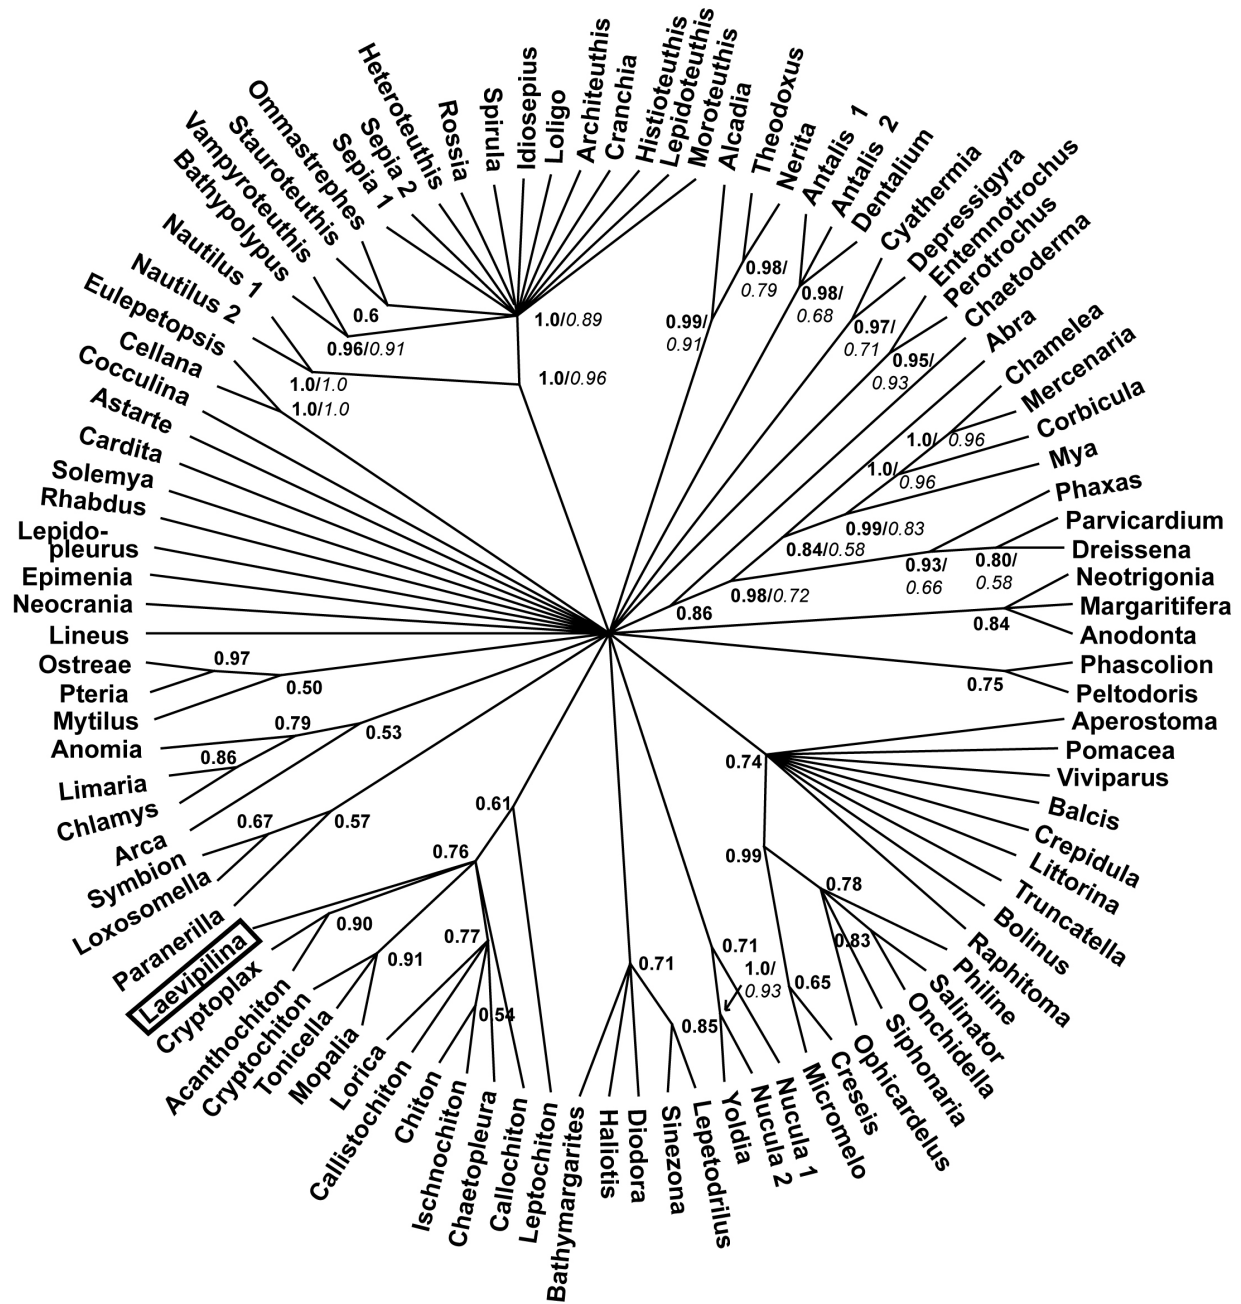 Heteroteuthis
Rossia
Spirula
Idiosepius
Loligo
Architeuthis
Cranchia
Histioteuthis
Lepidoteuthis
Moroteuthis
Alcadia
Theodoxus
Nerita
Antalis 1
Antalis 2
Dentalium
Cyathermia
Depressigyra
Entemnotrochus
Perotrochus
Chaetoderma
Abra
Chamelea
Mercenaria
Corbicula
Mya
Phaxas
Parvicardium
Dreissena
Neotrigonia
Margaritifera
Anodonta
Phascolion
Peltodoris
Aperostoma
Pomacea
Viviparus
Balcis
Crepidula
Littorina
Truncatella
Bolinus
Raphitoma
Philine
Salinator
Onchidella
Siphonaria
Ophicardelus
Creseis
Micromelo
Nucula 1
Nucula 2
Yoldia
Lepetodrilus
Sinezona
Diodora
Haliotis
Bathymargarites
Leptochiton
Callochiton
Chaetopleura
Ischnochiton
Chiton
Callistochiton
Lorica
Mopalia
Tonicella
Cryptochiton
Acanthochiton
Cryptoplax
Laevipilina
Paranerilla
Loxosomella
Symbion
Arca
Chlamys
Limaria
Anomia
Mytilus
Pteria
Ostreae
Lineus
Neocrania
Epimenia
Lepido-
pleurus
Rhabdus
Solemya
Cardita
Astarte
Cocculina
Cellana
Eulepetopsis
Nautilus 2
Nautilus 1
Bathypolypus
Vampyroteuthis
Stauroteuthis
Ommastrephes
Sepia 1
Sepia 2
0.6
0.96/0.91
1.0/0.89
1.0/1.0
1.0/0.96
1.0/1.0
0.99/
0.91
0.98/
0.79
0.98/
0.68
0.97/
0.71
0.95/
0.93
1.0/ 0.96
1.0/
0.96
0.99/0.83
0.84/0.58
0.93/
0.66
0.80/
0.58
0.98/0.72
0.86
0.84
0.75
0.74
0.99
0.78
0.83
0.65
0.71
1.0/
0.93
0.71
0.85
0.61
0.76
0.77
0.54
0.91
0.90
0.57
0.67
0.53
0.79
0.86
0.50
0.97